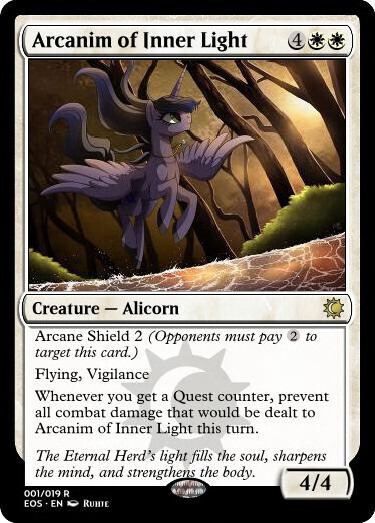 Arcanim of Inner Light 4
Creature — Alicorn
Arcane Shield 2 (Opponents must pay 2 to
target this card.)
Flying, Vigilance
Whenever you get a Quest counter, prevent
all combat damage that would be dealt to
Arcanim of Inner Light this turn.
The Eternal Herd's light fills the soul, sharpens
the mind, and strengthens the body.
4/4
001/019 R
EOS • EN Ruhte